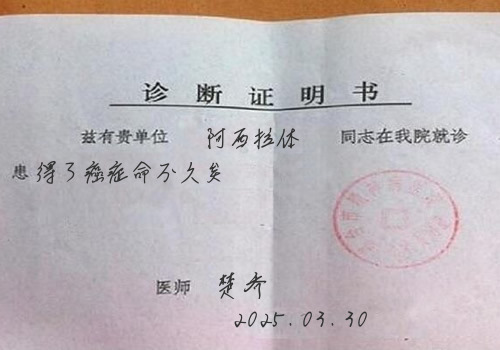 诊断证明书
兹有贵单位 阿西拉体 同志在我院就诊
患 得了癌症命不久矣
医师 楚乔
2025.03.30